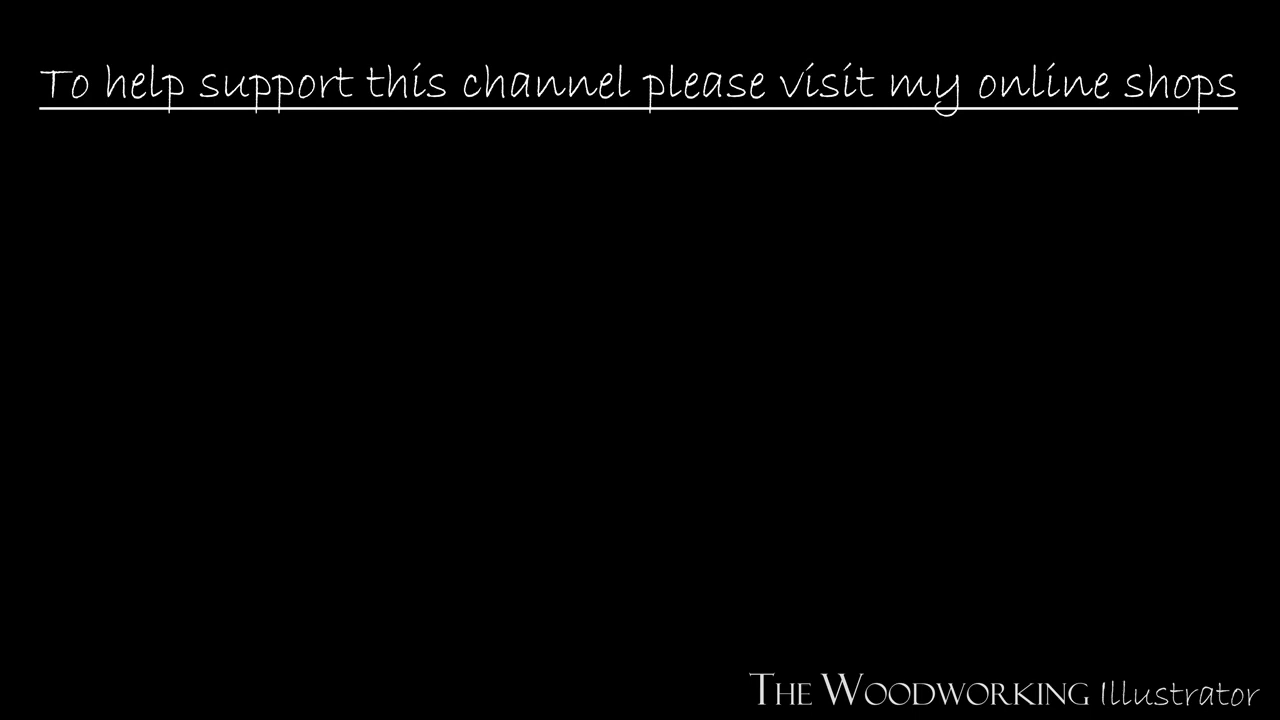 To help support this channel please visit my online shops
THE WOODWORKING Illustrator